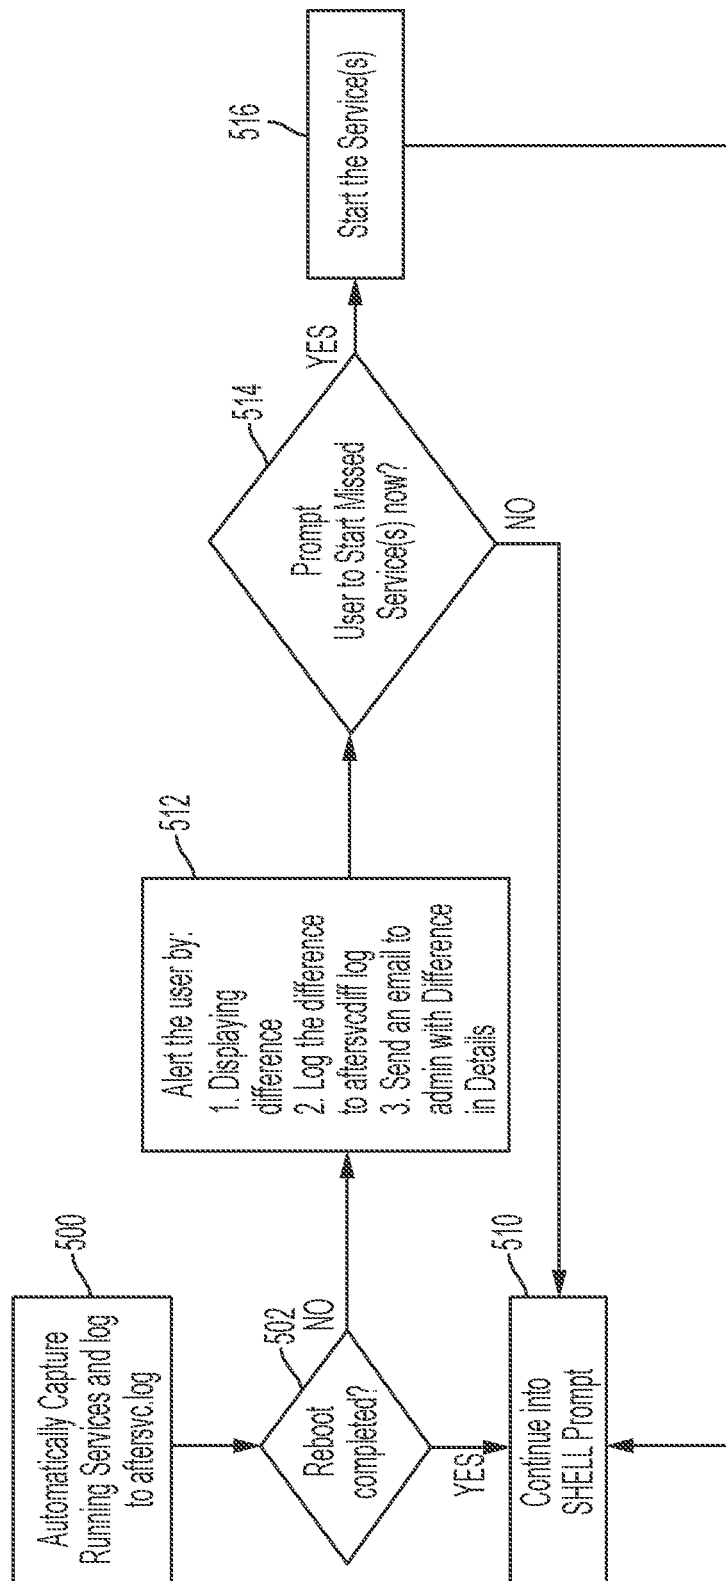 500
Automatically Capture
Running Services and log
to aftersvc.log
502
Reboot
completed?
NO
YES
510
Continue into
SHELL Prompt
512
Alert the user by:
1. Displaying
difference
2. Log the difference
to aftersvcdiff log
3. Send an email to
admin with Difference
in Details
514
Prompt
User to Start Missed
Service(s) now?
YES
NO
516
Start the Service(s)